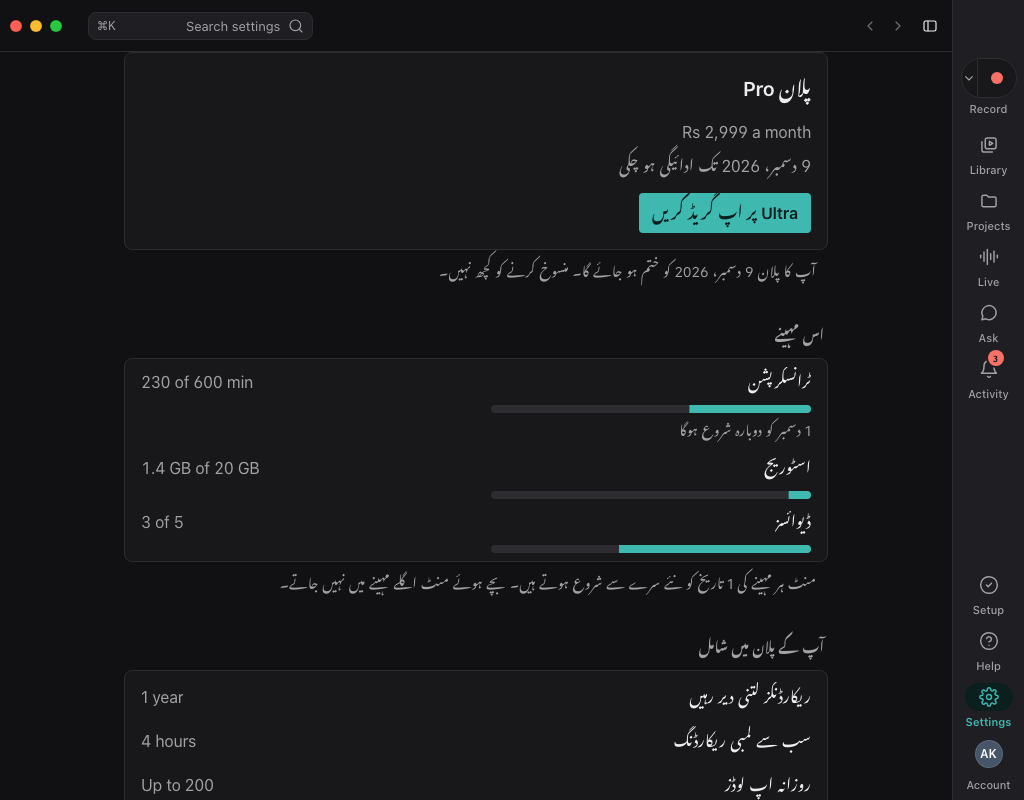 ⌘K Search settings
Pro پلان
Rs 2,999 a month
9 دسمبر، 2026 تک ادائیگی ہو چکی
Ultra پر اپ گریڈ کریں
آپ کا پلان 9 دسمبر، 2026 کو ختم ہو جائے گا۔ منسوخ کرنے کو کچھ نہیں۔
اس مہینے
ٹرانسکرپشن
230 of 600 min
1 دسمبر کو دوبارہ شروع ہوگا
اسٹوریج
1.4 GB of 20 GB
ڈیوائسز
3 of 5
منٹ ہر مہینے کی 1 تاریخ کو نئے سرے سے شروع ہوتے ہیں۔ بچے ہوئے منٹ اگلے مہینے میں نہیں جاتے۔
آپ کے پلان میں شامل
ریکارڈنگز کتنی دیر رہیں
1 year
سب سے لمبی ریکارڈنگ
4 hours
روزانہ اپ لوڈز
Up to 200
Record
Library
Projects
Live
Ask
3
Activity
Setup
Help
Settings
AK
Account